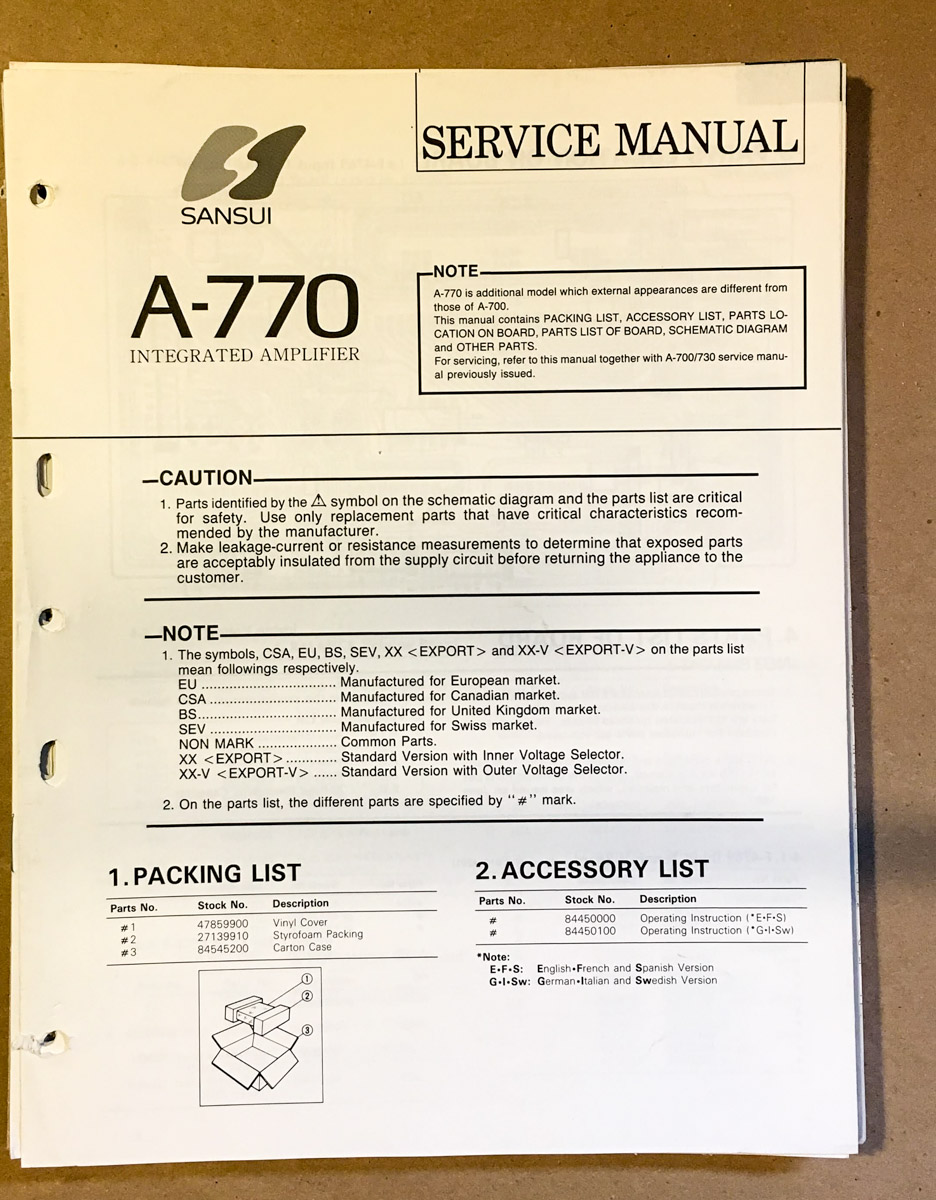 SERVICE MANUAL
SANSUI
A-770
INTEGRATED AMPLIFIER
NOTE
A-770 is additional model which external appearances are different from
those of A-700.
This manual contains PACKING LIST, ACCESSORY LIST, PARTS LO-
CATION ON BOARD, PARTS LIST OF BOARD, SCHEMATIC DIAGRAM
and OTHER PARTS.
For servicing, refer to this manual together with A-700/730 service manu-
al previously issued.
CAUTION
1. Parts identified by the ⚠ symbol on the schematic diagram and the parts list are critical
for safety. Use only replacement parts that have critical characteristics recom-
mended by the manufacturer.
2. Make leakage-current or resistance measurements to determine that exposed parts
are acceptably insulated from the supply circuit before returning the appliance to the
customer.
NOTE
1. The symbols, CSA, EU, BS, SEV, XX <EXPORT> and XX-V <EXPORT-V> on the parts list
mean followings respectively.
EU ................................. Manufactured for European market.
CSA ............................... Manufactured for Canadian market.
BS.................................. Manufactured for United Kingdom market.
SEV ............................... Manufactured for Swiss market.
NON MARK ................... Common Parts.
XX <EXPORT> ............. Standard Version with Inner Voltage Selector.
XX-V <EXPORT-V> ...... Standard Version with Outer Voltage Selector.
2. On the parts list, the different parts are specified by "#" mark.
1. PACKING LIST
Parts No. Stock No. Description
#1 47859900 Vinyl Cover
#2 27139910 Styrofoam Packing
#3 84545200 Carton Case
1
2
3
2. ACCESSORY LIST
Parts No. Stock No. Description
# 84450000 Operating Instruction (*E•F•S)
# 84450100 Operating Instruction (*G•I•Sw)
*Note:
E•F•S: English•French and Spanish Version
G•I•Sw: German•Italian and Swedish Version